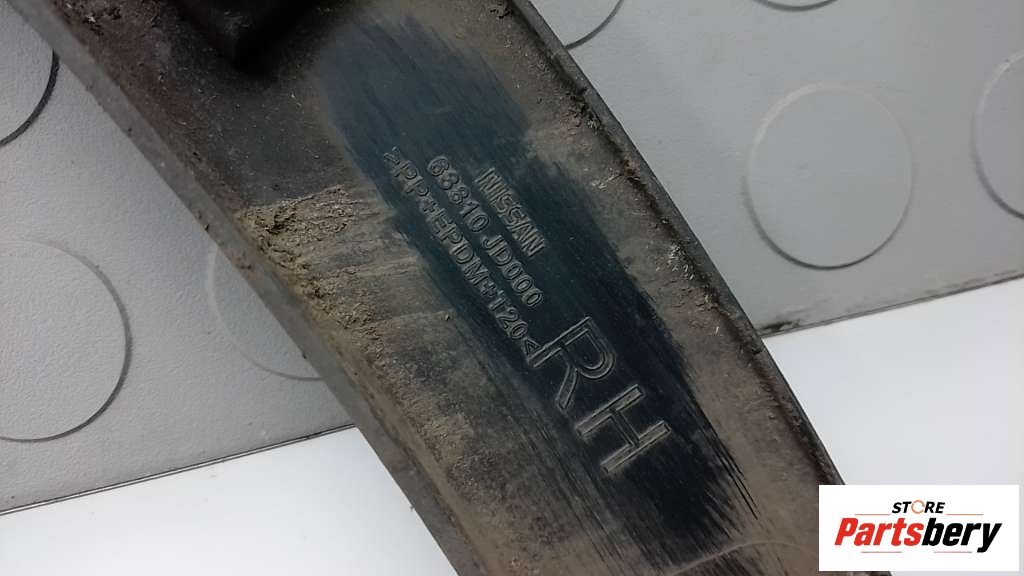 NISSAN
63810 JD000
>PP+EPDM-T20<
RH
STORE
Partsbery